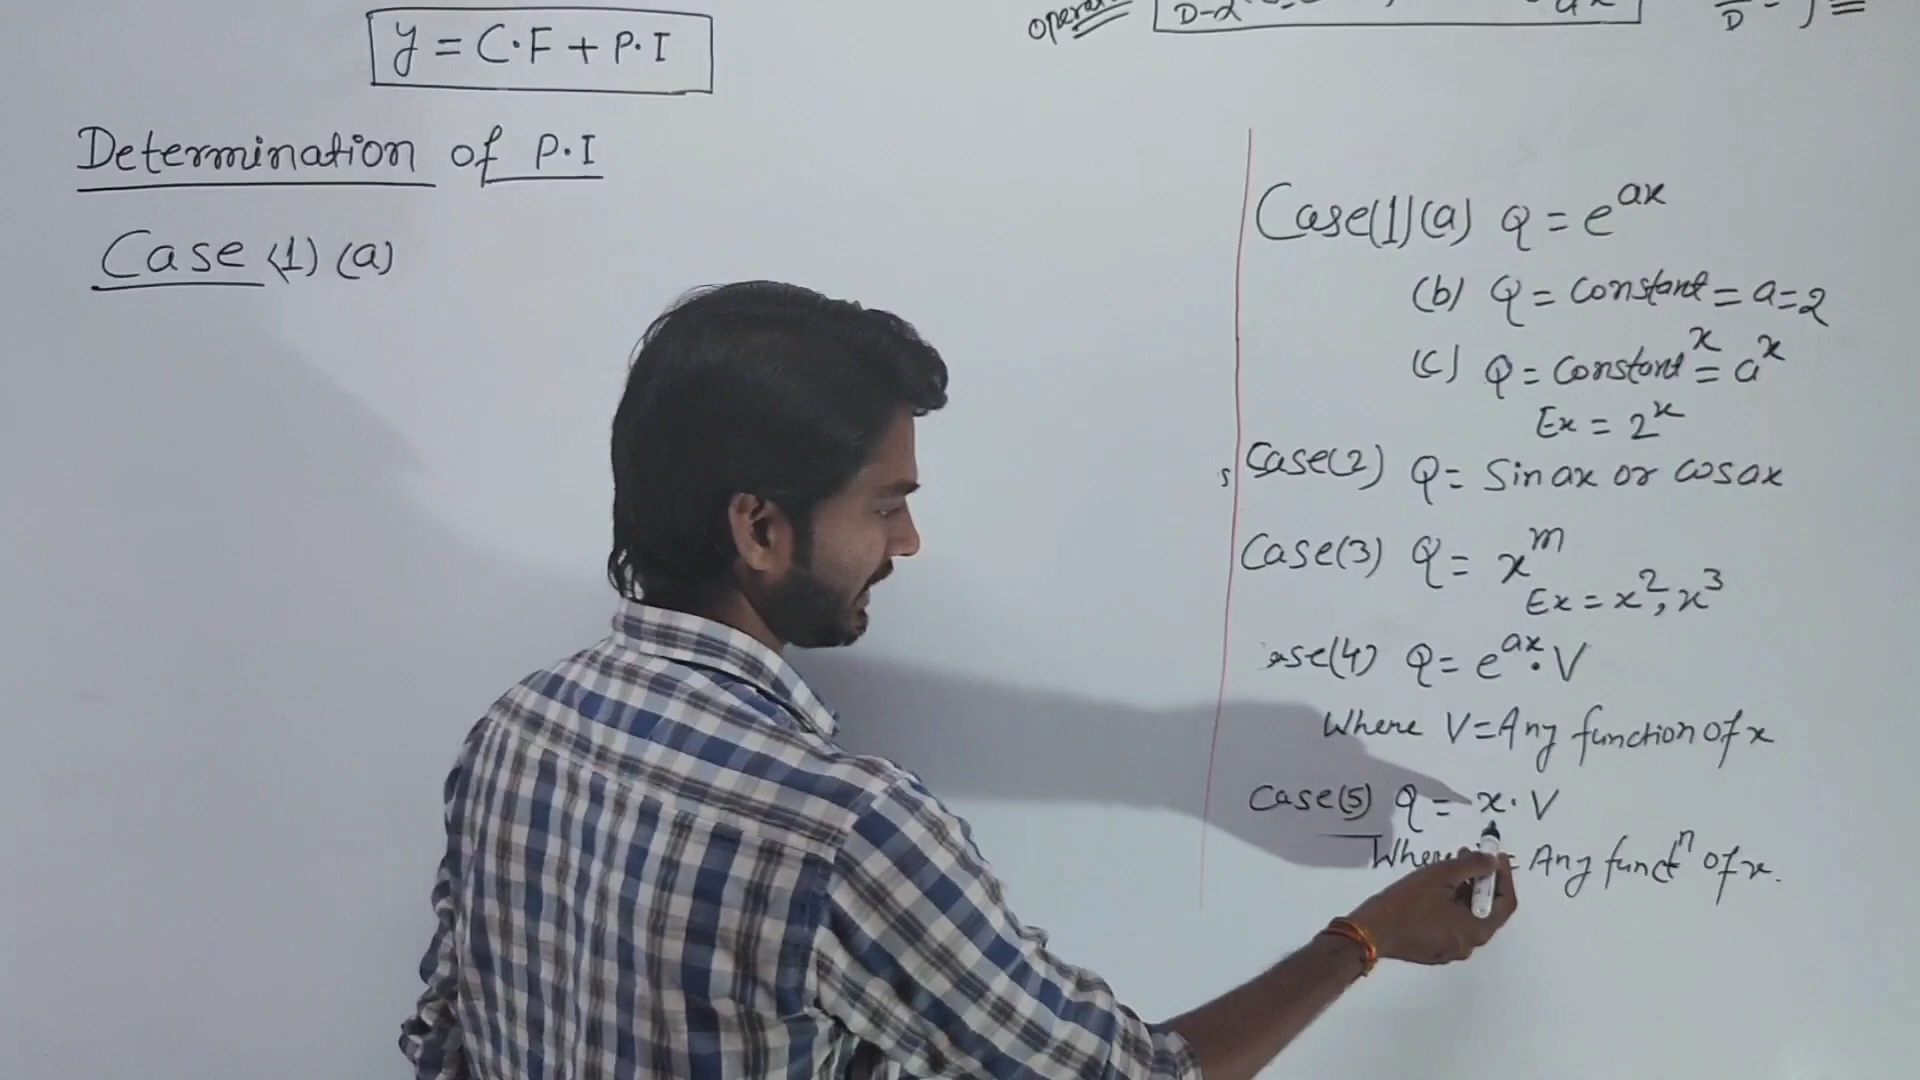 y = C.F + P.I
Determination of P.I
Case (1) (a)
D-α
D
Case(1)(a) Q = e^ax
(b) Q = constant = a = 2
(c) Q = constant^x = a^x
Ex = 2^x
Case(2) Q = Sin ax or cos ax
Case(3) Q = x^m
Ex = x^2, x^3
ase(4) Q = e^ax . V
Where V = Any function of x
Case(5) Q = x . V
Where = Any funct^n of x.